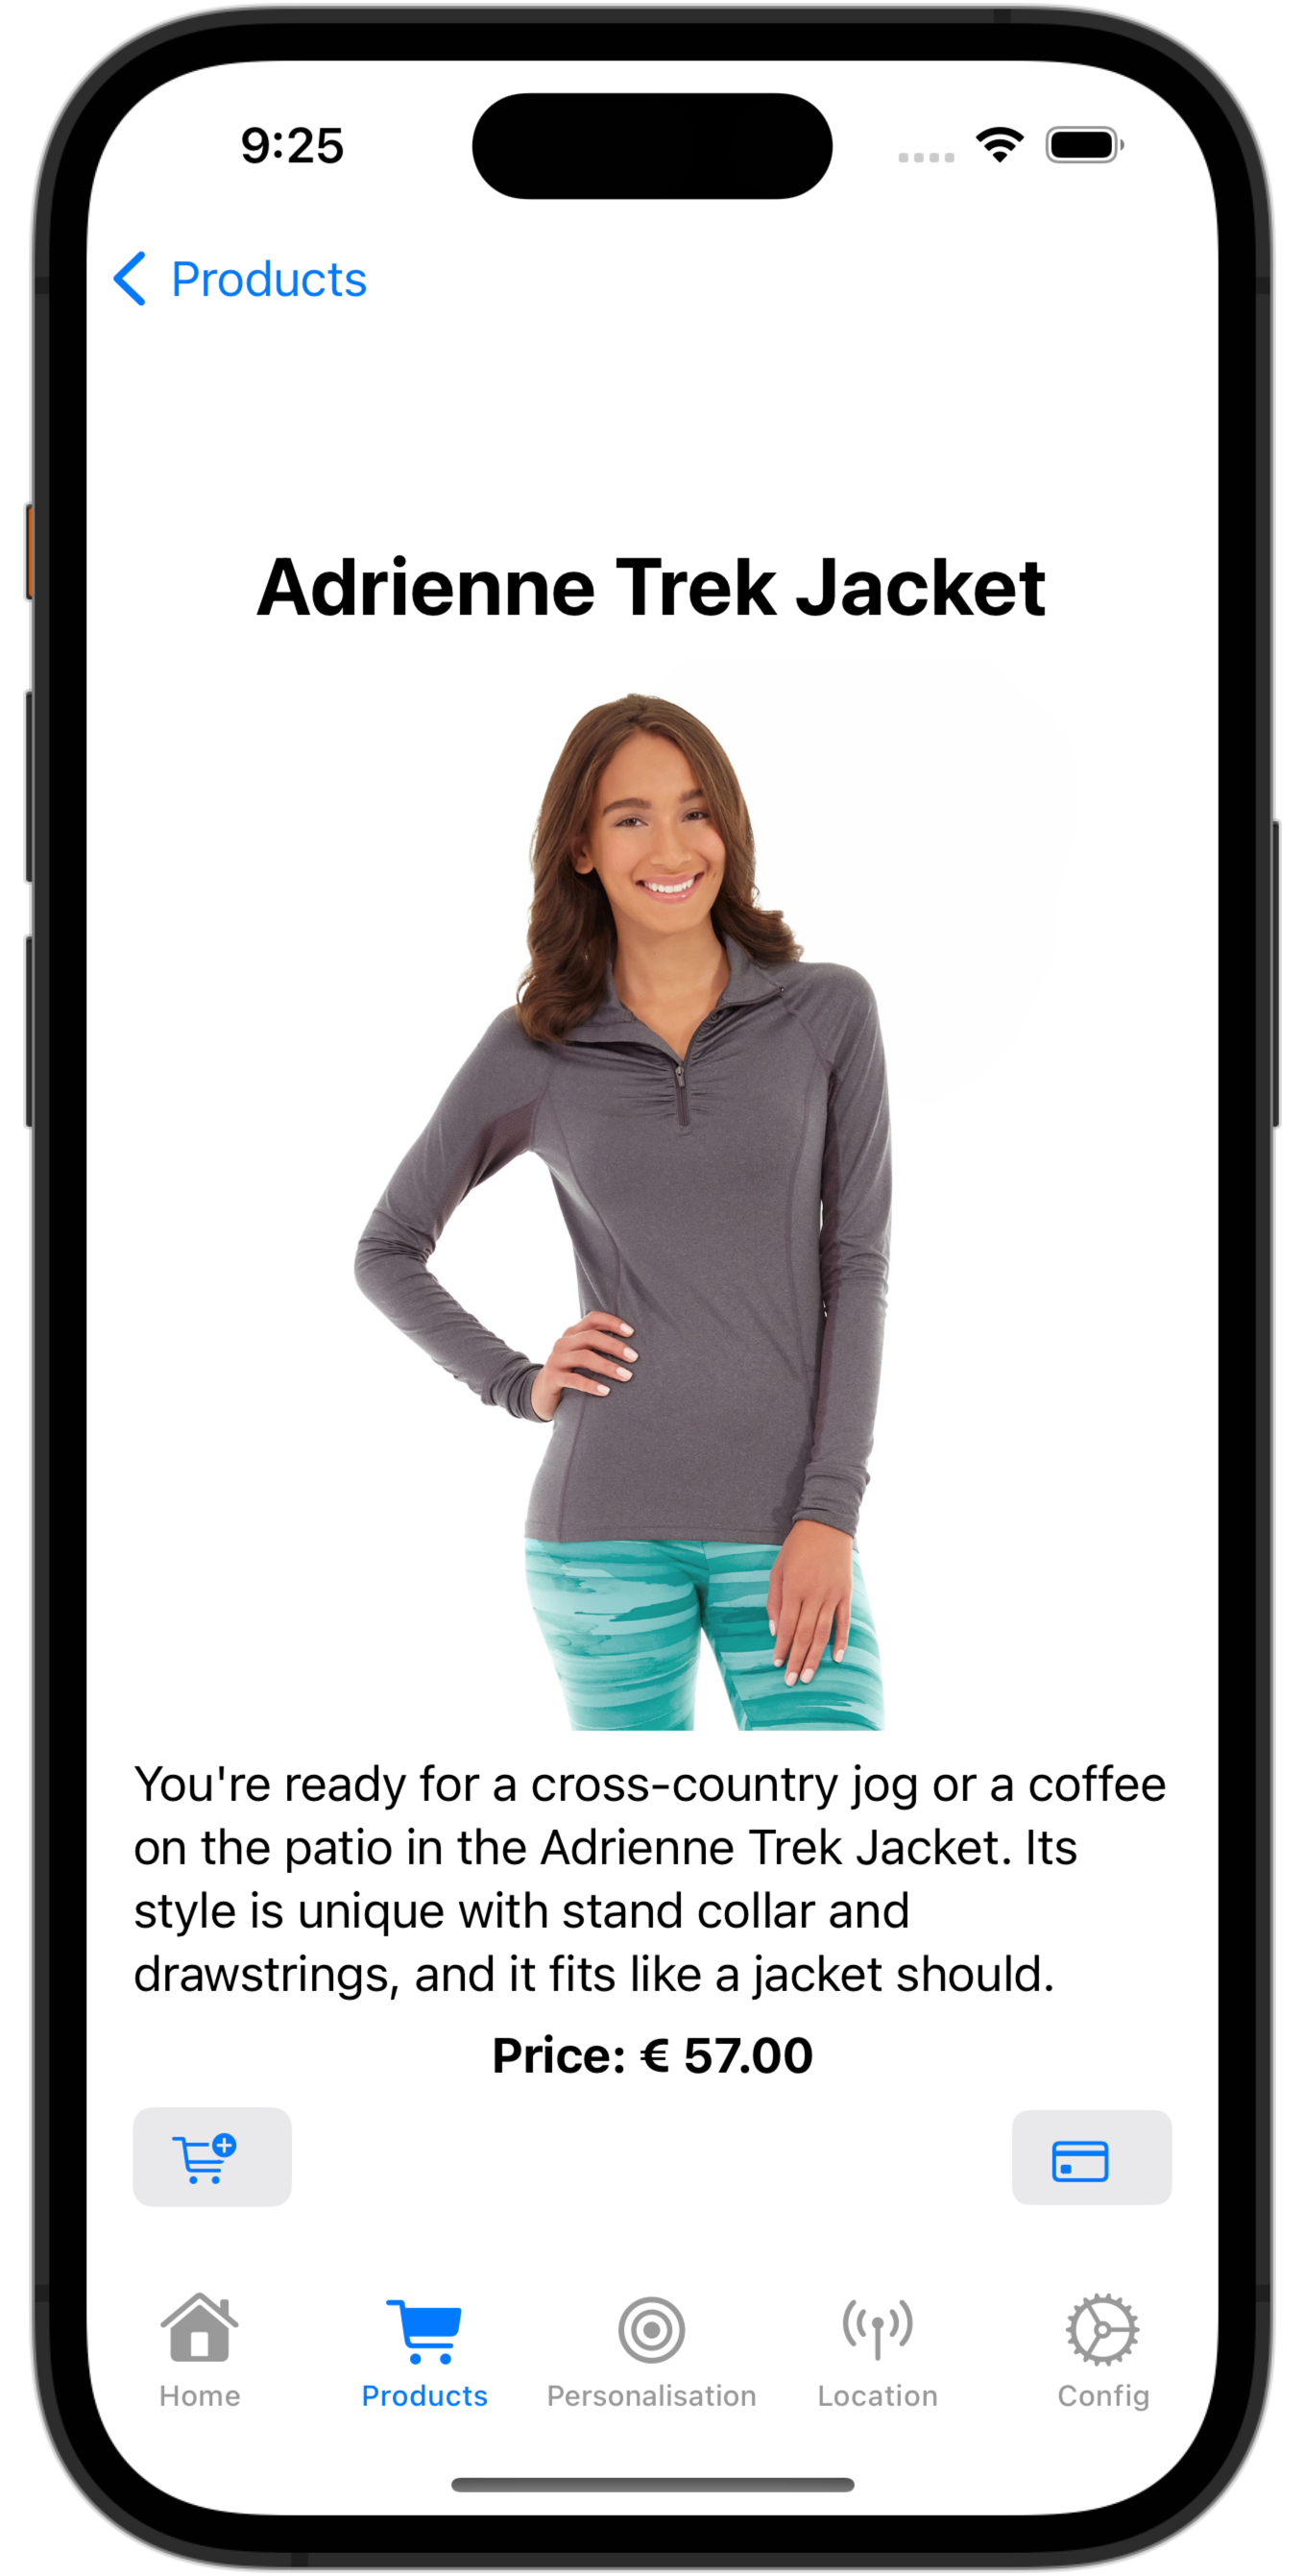 9:25
Products
Adrienne Trek Jacket
You're ready for a cross-country jog or a coffee
on the patio in the Adrienne Trek Jacket. Its
style is unique with stand collar and
drawstrings, and it fits like a jacket should.
Price: € 57.00
Home
Products
Personalisation
Location
Config